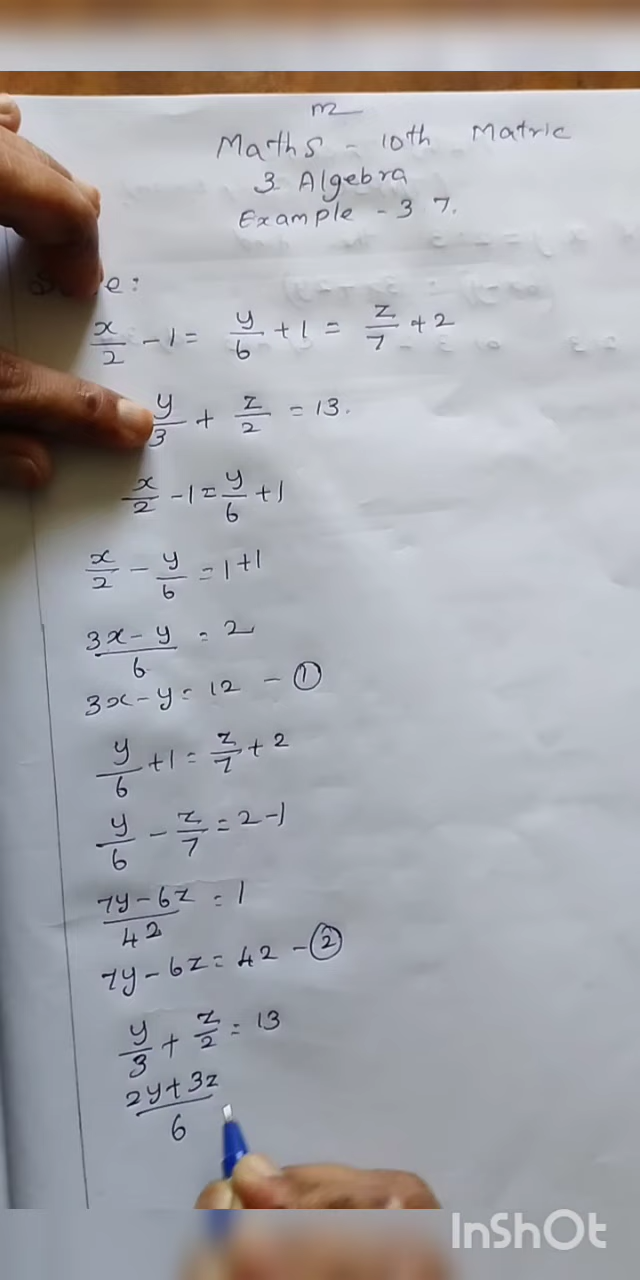 Maths - 10th Matric
3. Algebra
Example - 3 7.
x/2 - 1 = y/6 + 1 = z/7 + 2
y/3 + z/2 = 13.
x/2 - 1 = y/6 + 1
x/2 - y/6 = 1 + 1
3x - y/6 = 2
3x - y = 12 - ①
y/6 + 1 = z/7 + 2
y/6 - z/7 = 2 - 1
7y - 6z/42 = 1
7y - 6z = 42 - ②
y/3 + z/2 = 13
2y + 3z/6
InShOt